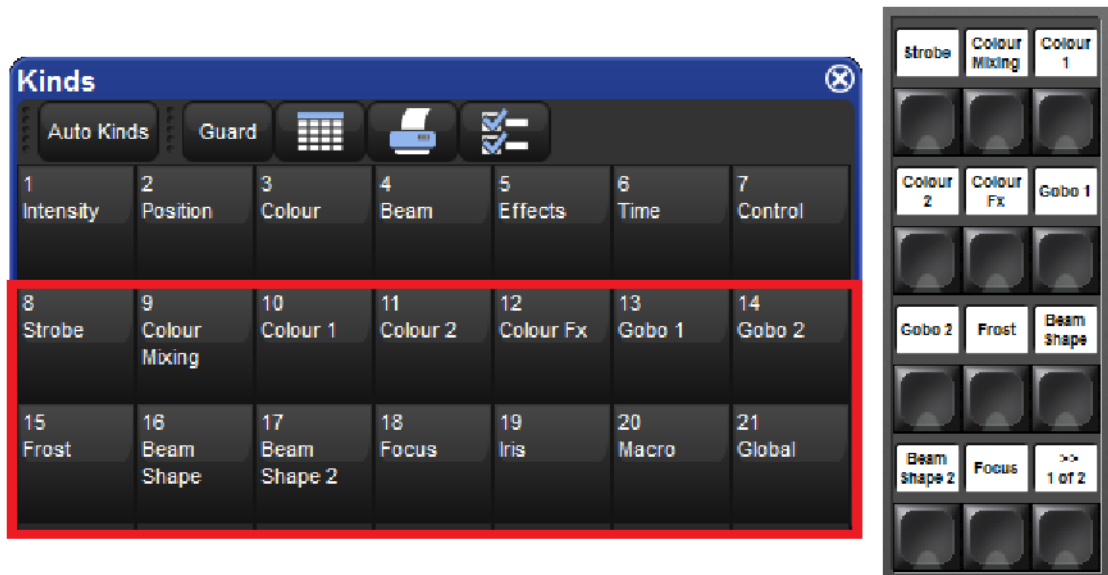 Kinds
Auto Kinds Guard
1 2 3 4 5 6 7
Intensity Position Colour Beam Effects Time Control
8 9 10 11 12 13 14
Strobe Colour Colour 1 Colour 2 Colour Fx Gobo 1 Gobo 2
Mixing
15 16 17 18 19 20 21
Frost Beam Beam Focus Iris Macro Global
Shape Shape 2
Strobe Colour Colour
Mixing 1
Colour Colour Gobo 1
2 Fx
Gobo 2 Frost Beam
Shape
Beam Focus >>
Shape 2 1 of 2